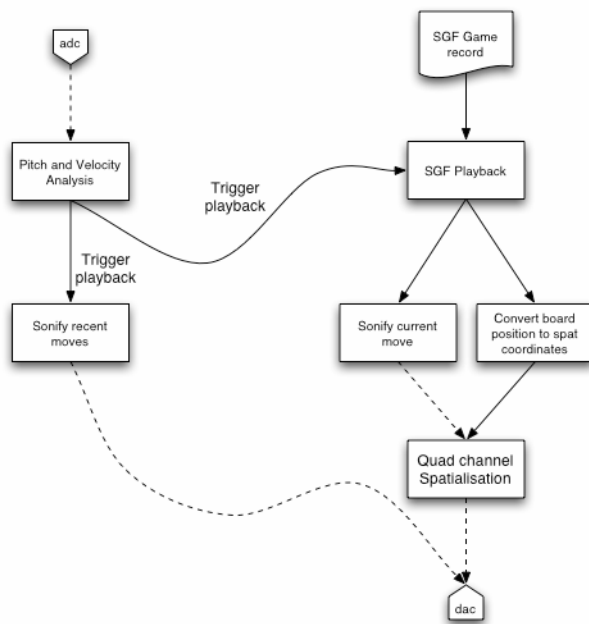 adc
SGF Game
record
Pitch and Velocity
Analysis
SGF Playback
Trigger
playback
Trigger
playback
Sonify recent
moves
Sonify current
move
Convert board
position to spat
coordinates
Quad channel
Spatialisation
dac